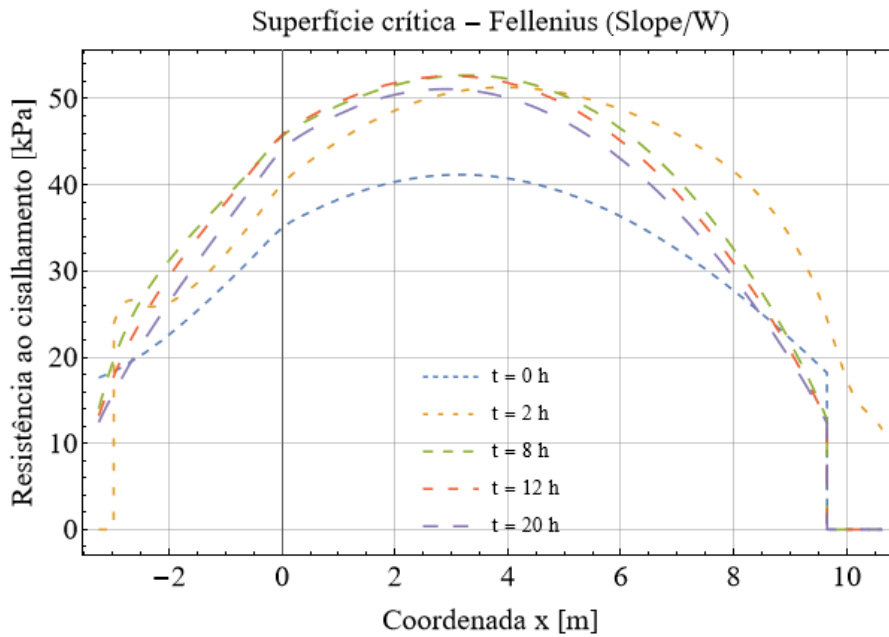 Superfície crítica – Fellenius (Slope/W)
Resistência ao cisalhamento [kPa]
50
40
30
20
10
0
t = 0 h
t = 2 h
t = 8 h
t = 12 h
t = 20 h
−2 0 2 4 6 8 10
Coordenada x [m]